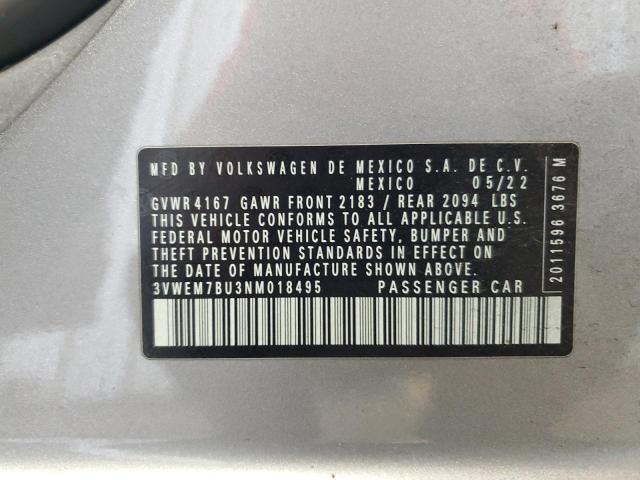 MFD BY VOLKSWAGEN DE MEXICO S.A. DE C.V.
MEXICO 05/22
GVWR 4167 GAWR FRONT 2183 / REAR 2094 LBS
THIS VEHICLE CONFORMS TO ALL APPLICABLE U.S.
FEDERAL MOTOR VEHICLE SAFETY, BUMPER AND
THEFT PREVENTION STANDARDS IN EFFECT ON
THE DATE OF MANUFACTURE SHOWN ABOVE.
3VWEM7BU3NM018495 PASSENGER CAR
20115963676 M